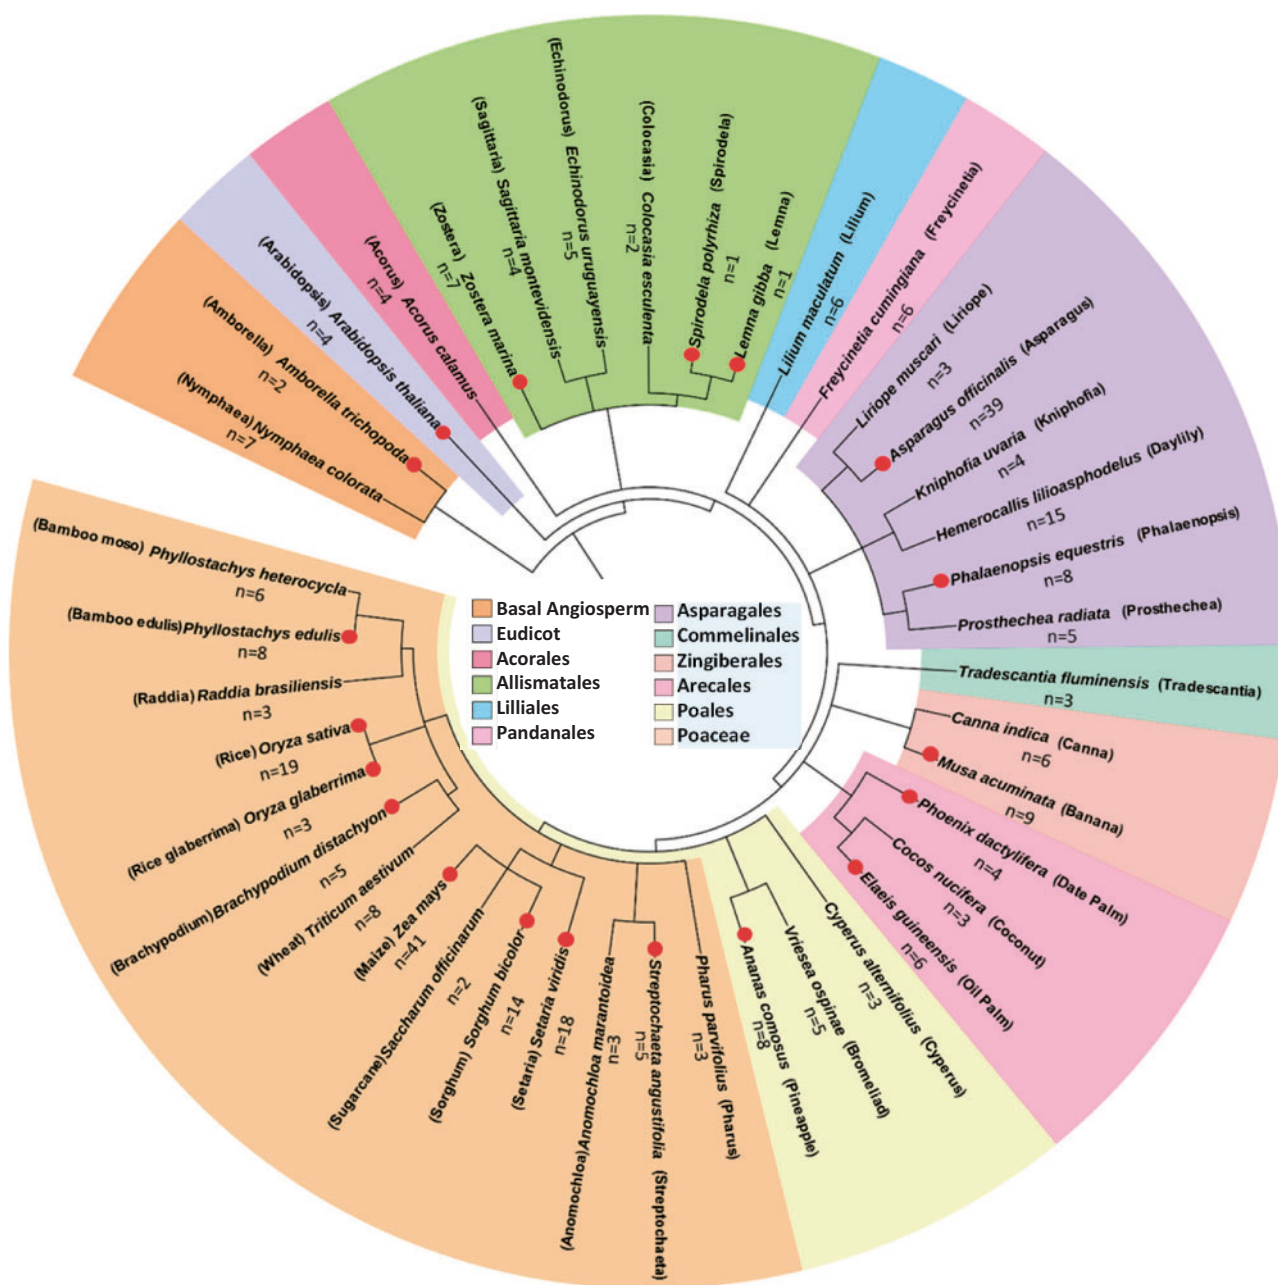 (Nymphaea) Nymphaea colorata
n=7
(Amborella) Amborella trichopoda
n=2
(Arabidopsis) Arabidopsis thaliana
n=4
(Acorus) Acorus calamus
n=4
(Zostera) Zostera marina
n=7
(Sagittaria) Sagittaria montevidensis
n=4
(Echinodorus) Echinodorus uruguayensis
n=5
(Colocasia) Colocasia esculenta
n=2
Spirodela polyrhiza (Spirodela)
n=1
Lemna gibba (Lemna)
n=1
Lilium maculatum (Lilium)
n=6
Freycinetia cumingiana (Freycinetia)
n=6
Liriope muscari (Liriope)
n=3
Asparagus officinalis (Asparagus)
n=39
Kniphofia uvaria (Kniphofia)
n=4
Hemerocallis lilioasphodelus (Daylily)
n=15
Phalaenopsis equestris (Phalaenopsis)
n=8
Prosthechea radiata (Prosthechea)
n=5
Tradescantia fluminensis (Tradescantia)
n=3
Canna indica (Canna)
n=6
Musa acuminata (Banana)
n=9
Phoenix dactylifera (Date Palm)
n=4
Cocos nucifera (Coconut)
n=3
Elaeis guineensis (Oil Palm)
n=6
Cyperus alternifolius (Cyperus)
n=3
Vriesea ospinae (Bromeliad)
n=5
Ananas comosus (Pineapple)
n=8
Pharus parvifolius (Pharus)
n=3
Streptochaeta angustifolia (Streptochaeta)
n=5
(Anomochloa) Anomochloa marantoidea
n=3
(Setaria) Setaria viridis
n=18
(Sorghum) Sorghum bicolor
n=14
(Sugarcane) Saccharum officinarum
n=2
(Maize) Zea mays
n=41
(Wheat) Triticum aestivum
n=8
(Brachypodium) Brachypodium distachyon
n=5
(Rice glaberrima) Oryza glaberrima
n=3
(Rice) Oryza sativa
n=19
(Raddia) Raddia brasiliensis
n=3
(Bamboo edulis) Phyllostachys edulis
n=8
(Bamboo moso) Phyllostachys heterocycla
n=6
Basal Angiosperm
Eudicot
Acorales
Allismatales
Lilliales
Pandanales
Asparagales
Commelinales
Zingiberales
Arecales
Poales
Poaceae